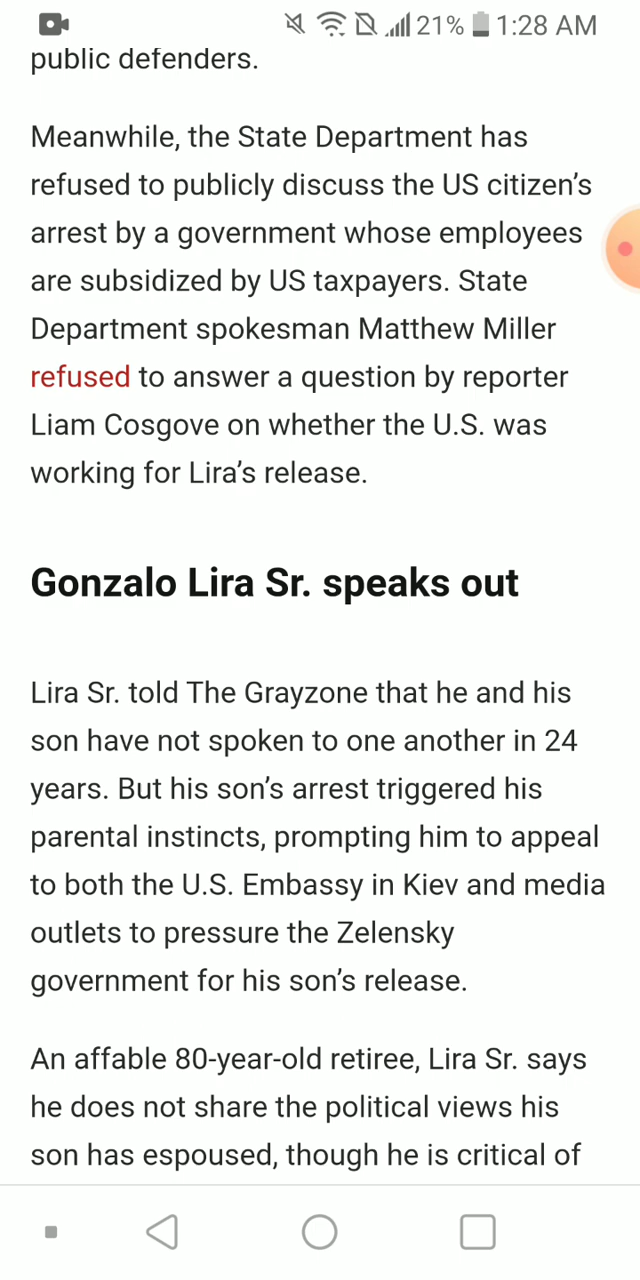 21% 1:28 AM
public defenders.
Meanwhile, the State Department has
refused to publicly discuss the US citizen’s
arrest by a government whose employees
are subsidized by US taxpayers. State
Department spokesman Matthew Miller
refused to answer a question by reporter
Liam Cosgove on whether the U.S. was
working for Lira’s release.
Gonzalo Lira Sr. speaks out
Lira Sr. told The Grayzone that he and his
son have not spoken to one another in 24
years. But his son’s arrest triggered his
parental instincts, prompting him to appeal
to both the U.S. Embassy in Kiev and media
outlets to pressure the Zelensky
government for his son’s release.
An affable 80-year-old retiree, Lira Sr. says
he does not share the political views his
son has espoused, though he is critical of